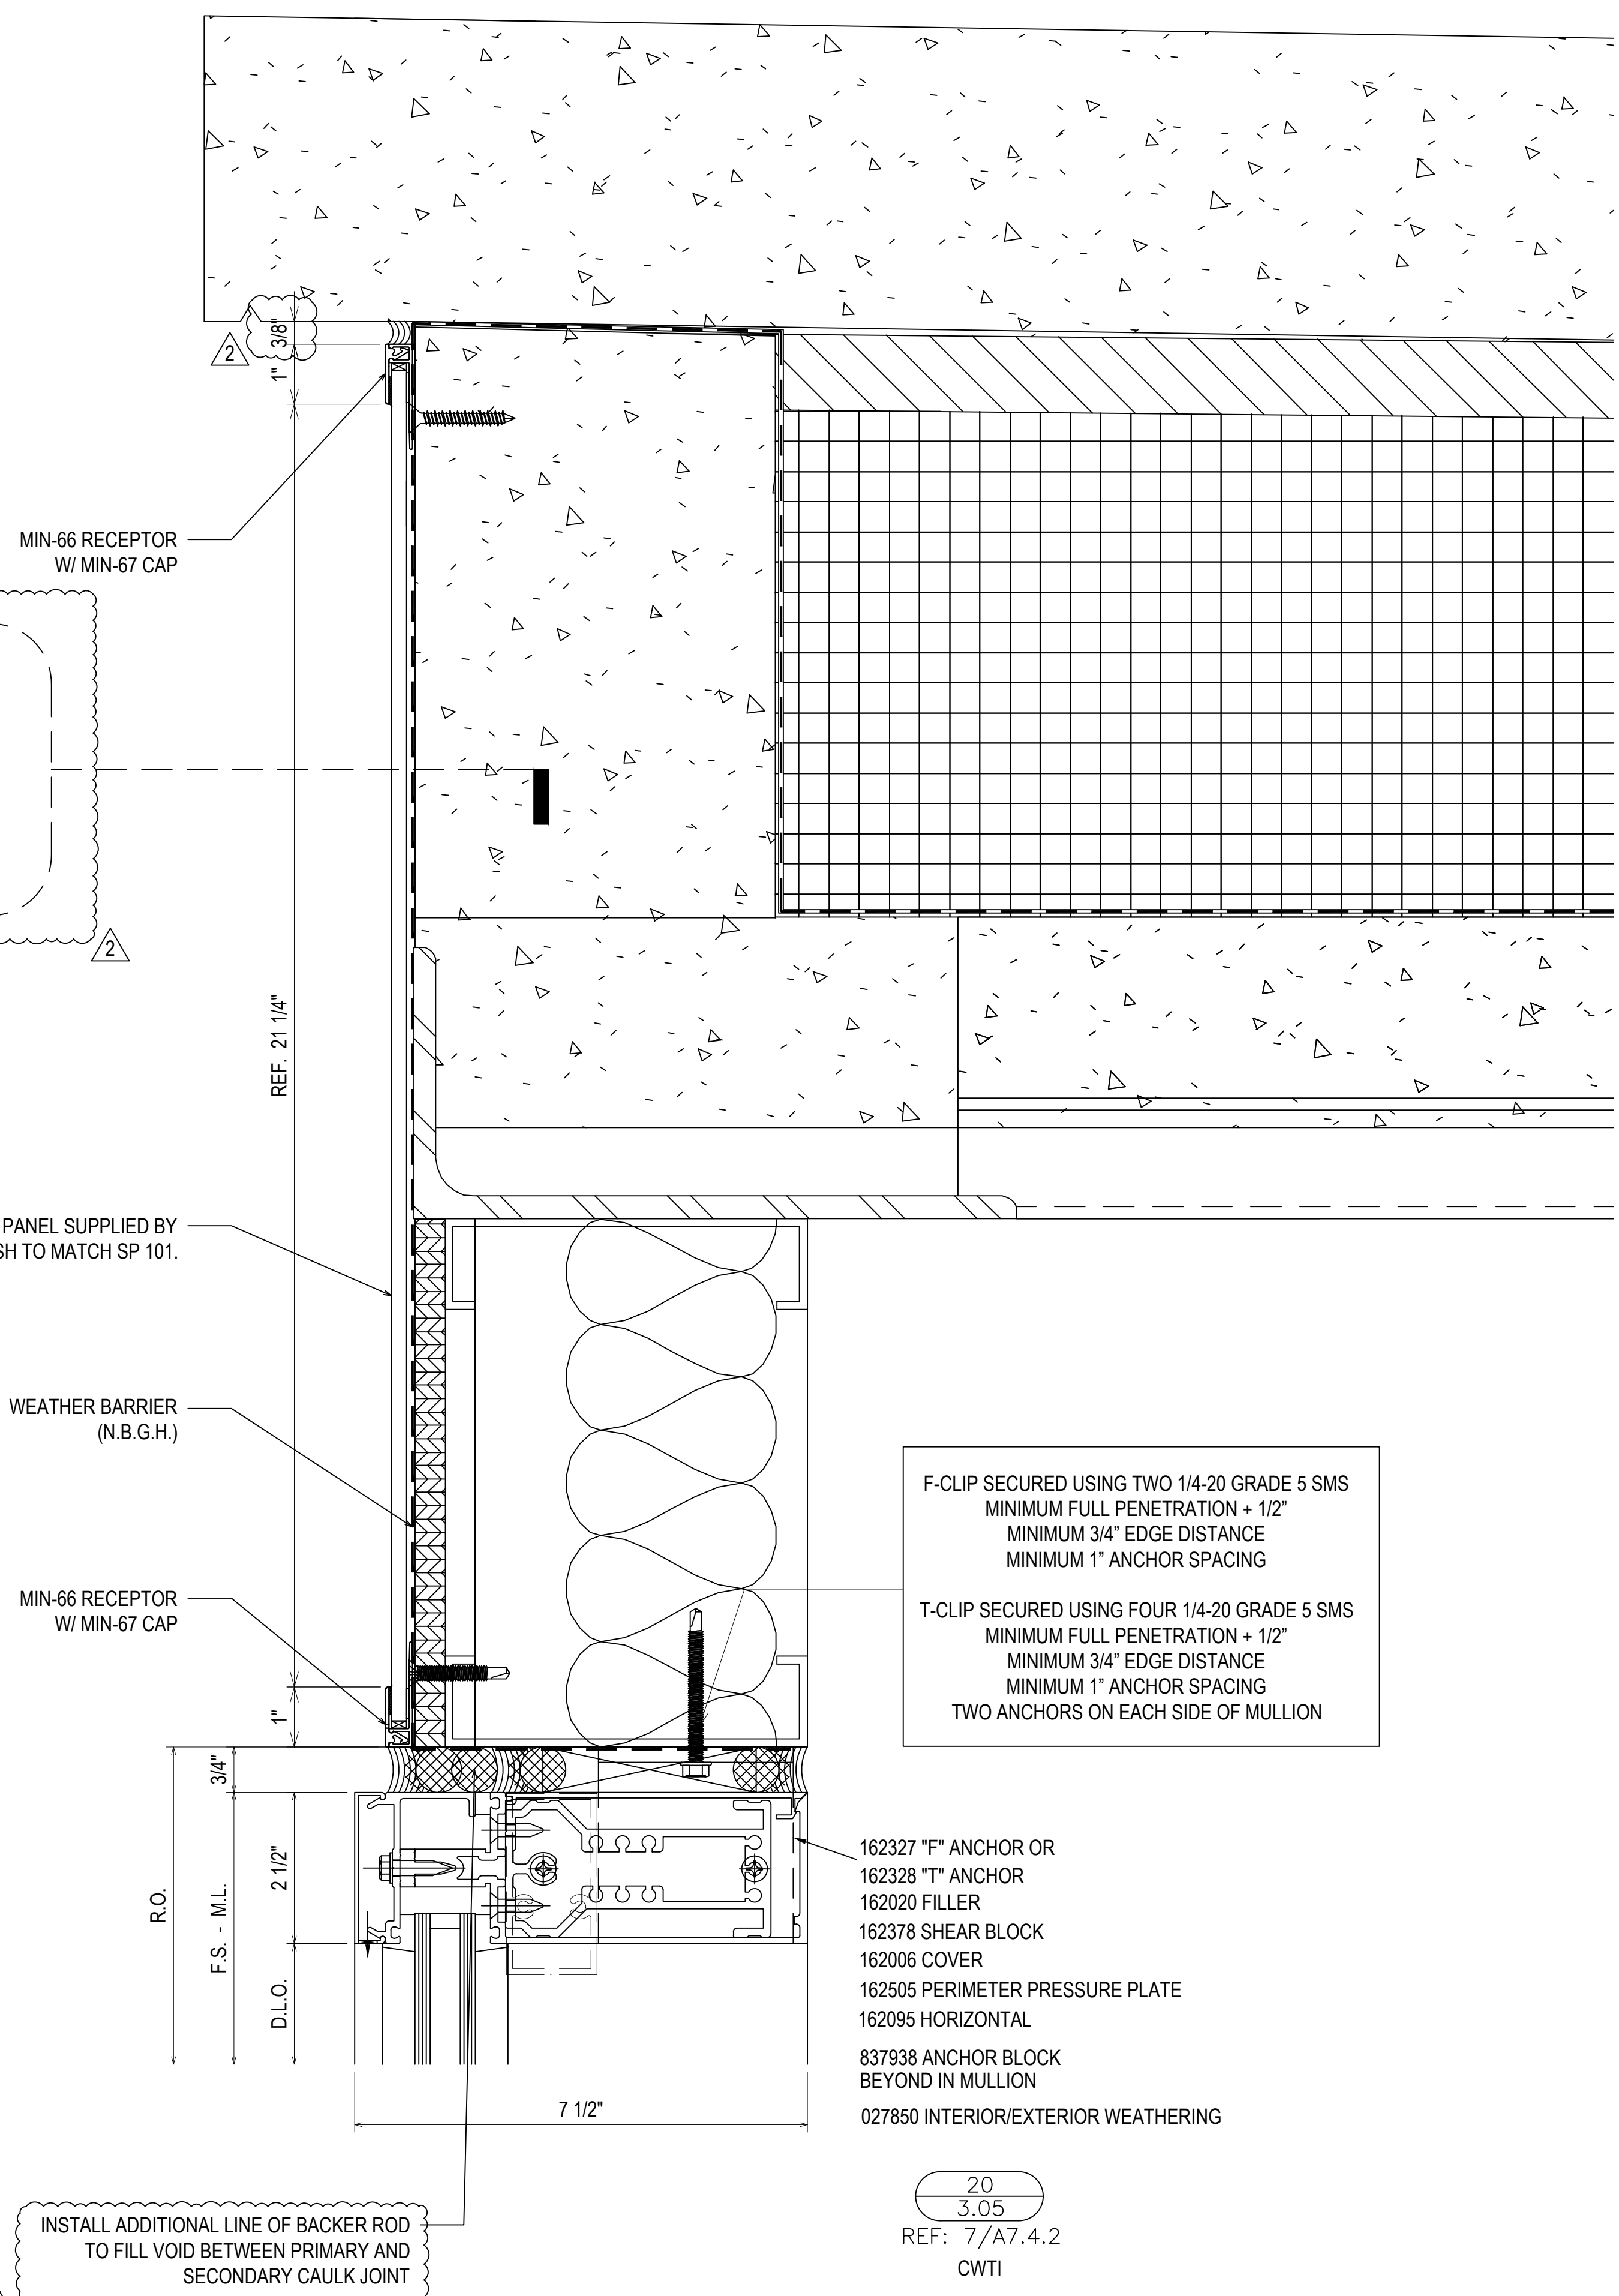 3/8"
2
1"
MIN-66 RECEPTOR
W/ MIN-67 CAP
2
REF. 21 1/4"
PANEL SUPPLIED BY
SH TO MATCH SP 101.
WEATHER BARRIER
(N.B.G.H.)
F-CLIP SECURED USING TWO 1/4-20 GRADE 5 SMS
MINIMUM FULL PENETRATION + 1/2”
MINIMUM 3/4” EDGE DISTANCE
MINIMUM 1” ANCHOR SPACING
T-CLIP SECURED USING FOUR 1/4-20 GRADE 5 SMS
MINIMUM FULL PENETRATION + 1/2”
MINIMUM 3/4” EDGE DISTANCE
MINIMUM 1” ANCHOR SPACING
TWO ANCHORS ON EACH SIDE OF MULLION
MIN-66 RECEPTOR
W/ MIN-67 CAP
1"
3/4"
2 1/2"
R.O.
F.S. - M.L.
D.L.O.
162327 "F" ANCHOR OR
162328 "T" ANCHOR
162020 FILLER
162378 SHEAR BLOCK
162006 COVER
162505 PERIMETER PRESSURE PLATE
162095 HORIZONTAL
837938 ANCHOR BLOCK
BEYOND IN MULLION
027850 INTERIOR/EXTERIOR WEATHERING
7 1/2"
INSTALL ADDITIONAL LINE OF BACKER ROD
TO FILL VOID BETWEEN PRIMARY AND
SECONDARY CAULK JOINT
20
3.05
REF: 7/A7.4.2
CWTI